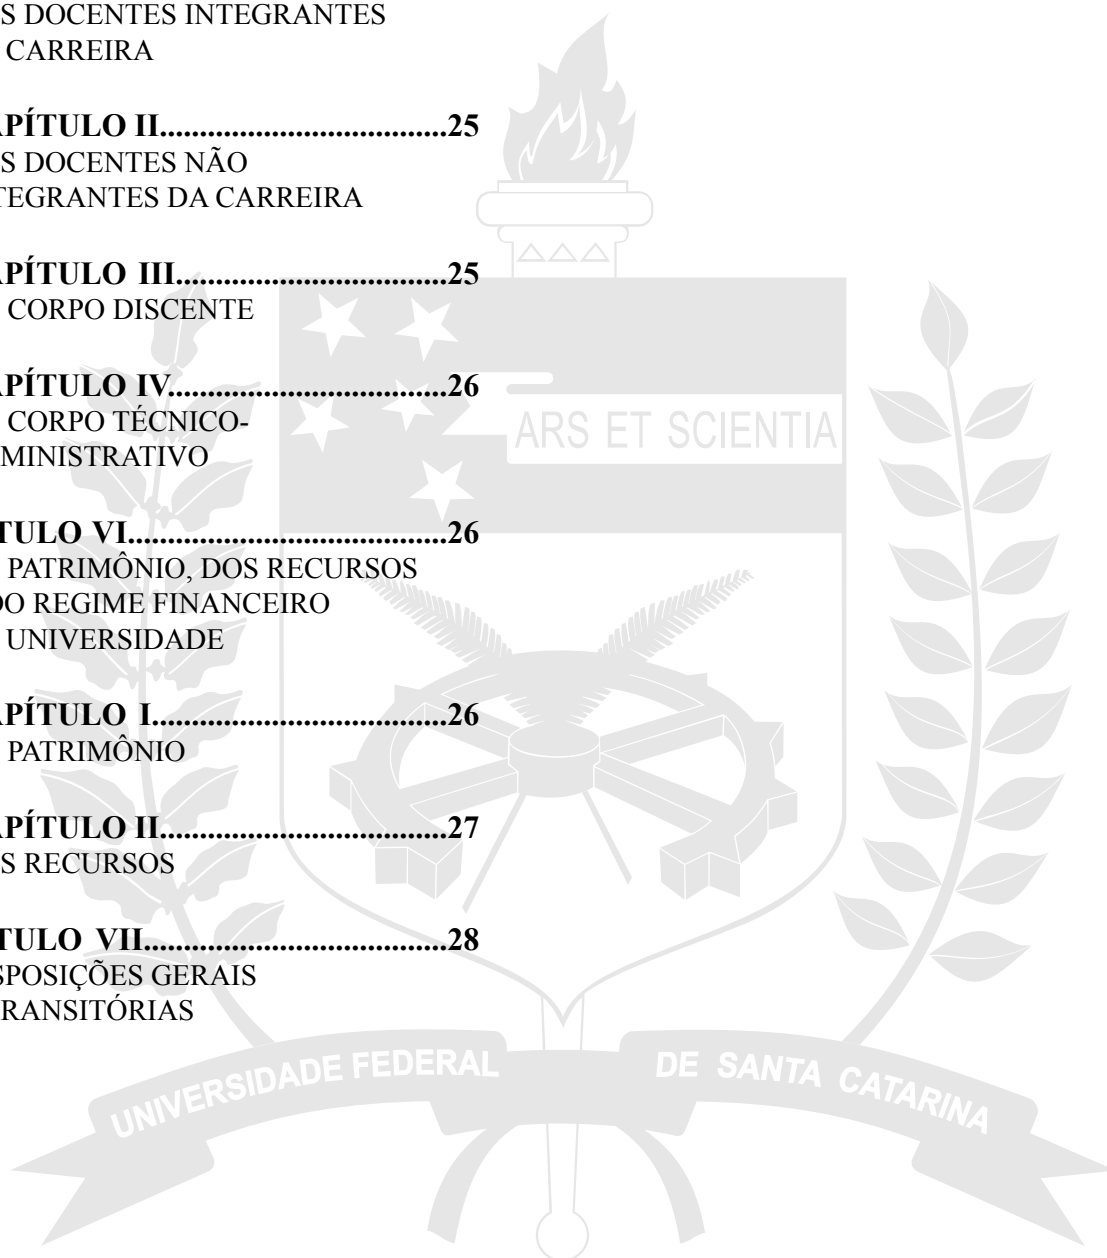 S DOCENTES INTEGRANTES
CARREIRA
APÍTULO II....................................25
S DOCENTES NÃO
TEGRANTES DA CARREIRA
APÍTULO III..................................25
CORPO DISCENTE
APÍTULO IV...................................26
CORPO TÉCNICO-
MINISTRATIVO
TULO VI........................................26
PATRIMÔNIO, DOS RECURSOS
DO REGIME FINANCEIRO
UNIVERSIDADE
APÍTULO I.....................................26
PATRIMÔNIO
APÍTULO II....................................27
S RECURSOS
TULO VII......................................28
SPOSIÇÕES GERAIS
TRANSITÓRIAS
ARS ET SCIENTIA
UNIVERSIDADE FEDERAL DE SANTA CATARINA